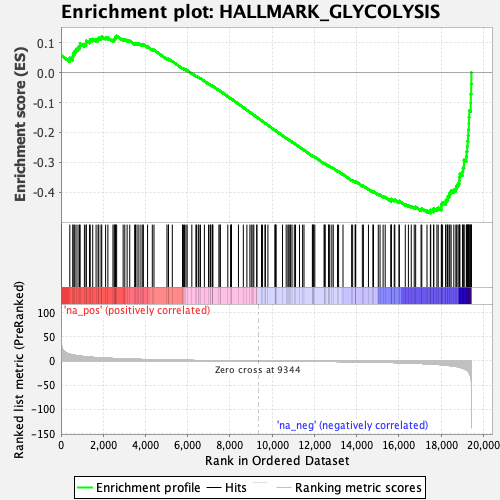 Enrichment plot: HALLMARK_GLYCOLYSIS
Enrichment score (ES)
0.1
0.0
-0.1
-0.2
-0.3
-0.4
'na_pos' (positively correlated)
Ranked list metric (PreRanked)
100
50
0
-50
-100
-150
Zero cross at 9344
'na_neg' (negatively correlated)
0
2,000
4,000
6,000
8,000
10,000
12,000
14,000
16,000
18,000
20,000
Rank in Ordered Dataset
Enrichment profile
Hits
Ranking metric scores